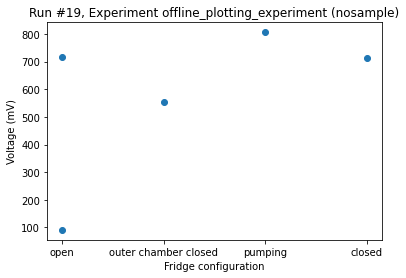 Run #19, Experiment offline_plotting_experiment (nosample)
800
700
600
500
400
300
200
100
Voltage (mV)
open outer chamber closed pumping closed
Fridge configuration